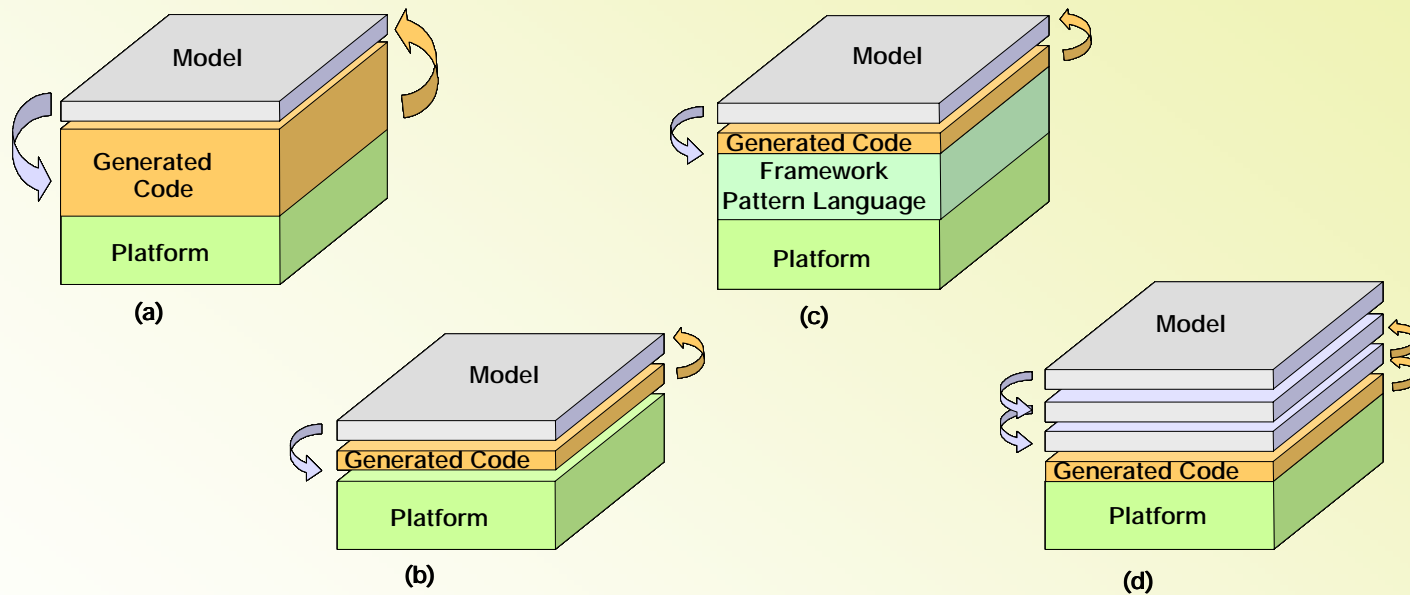 Model
Generated
Code
Platform
(a)
Model
Generated Code
Platform
(b)
Model
Generated Code
Framework
Pattern Language
Platform
(c)
Model
Generated Code
Platform
(d)